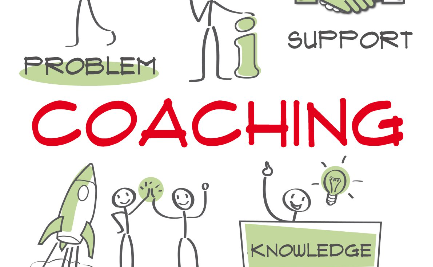 PROBLEM
i
SUPPORT
COACHING
KNOWLEDGE